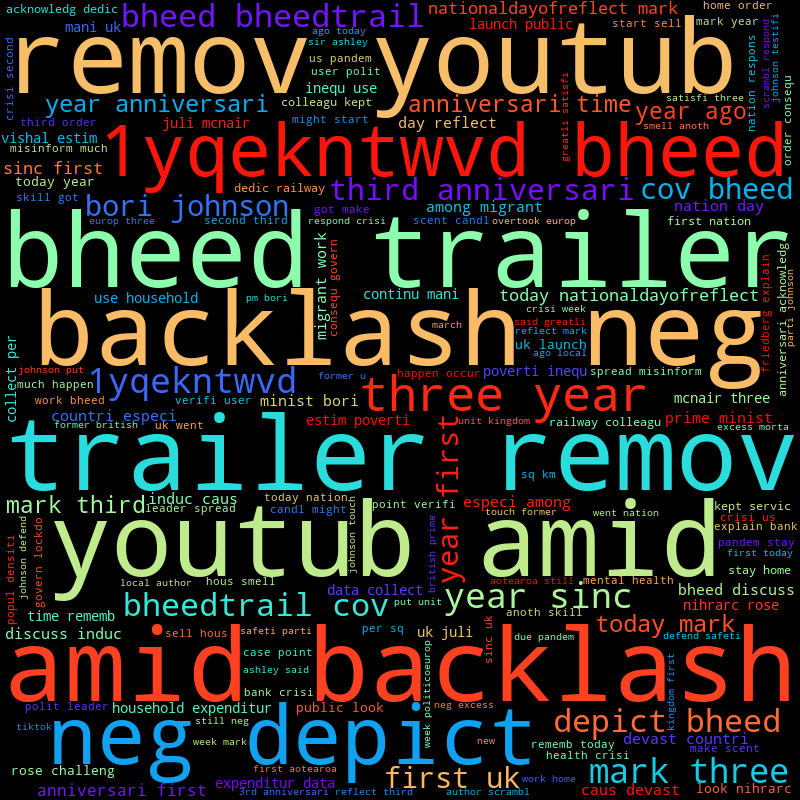 acknowledg dedic
bheed bheedtrail
nationaldayofreflect mark
home order
mani uk
ago today
launch public
start sell
mark year
sir ashley
remov youtub
us pandem
user polit
crisi second
inequ use
year anniversari
colleagu kept
anniversari time
year ago
satisfi three
nation respons
scrambl respond
johnson testifi
third order
juli mcnair
might start
day reflect
smell anoth
greatli satisfi
order consequ
vishal estim
misinform much
1yqekntwvd bheed
sinc first
today year
dedic railway
third anniversari
cov bheed
skill got
bori johnson
got make
among migrant
nation day
europ three
second third
respond crisi
scent candl
overtook europ
first nation
bheed trailer
migrant work
consequ govern
use household
pm bori
continu mani
today nationaldayofreflect
crisi week
friedberg explain
anniversari acknowledg
parti johnson
backlash neg
march
said greatli
reflect mark
uk launch
ago local
johnson put
much happen
1yqekntwvd
former u
happen occur
poverti inequ
spread misinform
collect per
work bheed
verifi user
minist bori
three year
mcnair three
countri especi
former british
uk went
estim poverti
unit kingdom
railway colleagu
prime minist
excess morta
trailer remov
year first
sq km
mark third
induc caus
leader spread
today nation
candl might
point verifi
especi among
touch former
went nation
kept servic
crisi us
explain bank
youtub amid
popul densiti
johnson defend
govern lockdo
johnson touch
british prime
pandem stay
first today
local author
hous smell
data collect
aotearoa still
mental health
stay home
bheedtrail cov
put unit
year sinc
bheed discuss
anoth skill
nihrarc rose
time rememb
discuss induc
sell hous
safeti parti
per sq
uk juli
sinc uk
due pandem
today mark
defend safeti
amid backlash
case point
ashley said
bank crisi
kingdom first
polit leader
household expenditur
public look
week politicoeurop
neg excess
depict bheed
tiktok
neg depict
still neg
week mark
new
rememb today
health crisi
devast countri
make scent
rose challeng
first aotearoa
first uk
work home
mark three
anniversari first
expenditur data
3rd anniversari
reflect third
author scrambl
caus devast
look nihrarc